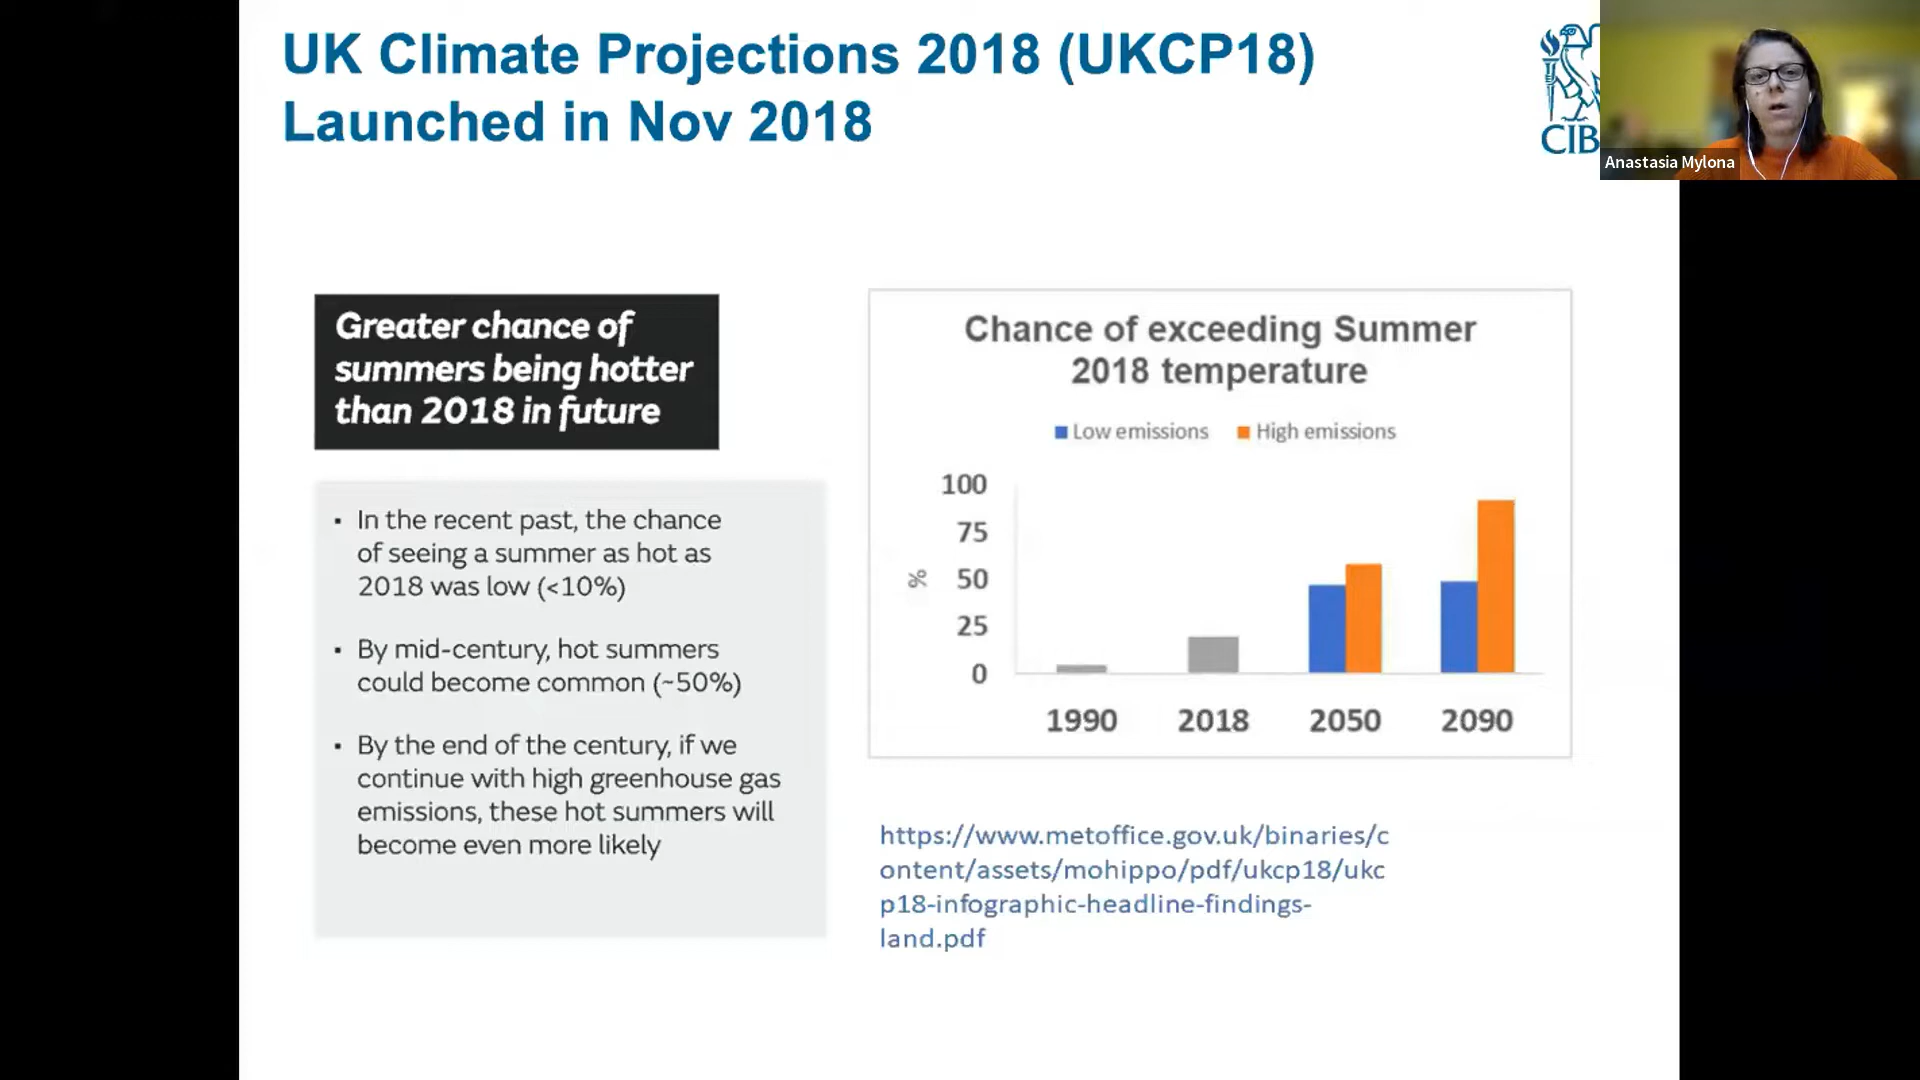 UK Climate Projections 2018 (UKCP18)
Launched in Nov 2018
CIB
Anastasia Mylona
Greater chance of
summers being hotter
than 2018 in future
▪ In the recent past, the chance
of seeing a summer as hot as
2018 was low (<10%)
▪ By mid-century, hot summers
could become common (~50%)
▪ By the end of the century, if we
continue with high greenhouse gas
emissions, these hot summers will
become even more likely
Chance of exceeding Summer
2018 temperature
Low emissions High emissions
100
75
% 50
25
0
1990 2018 2050 2090
https://www.metoffice.gov.uk/binaries/c
ontent/assets/mohippo/pdf/ukcp18/ukc
p18-infographic-headline-findings-
land.pdf